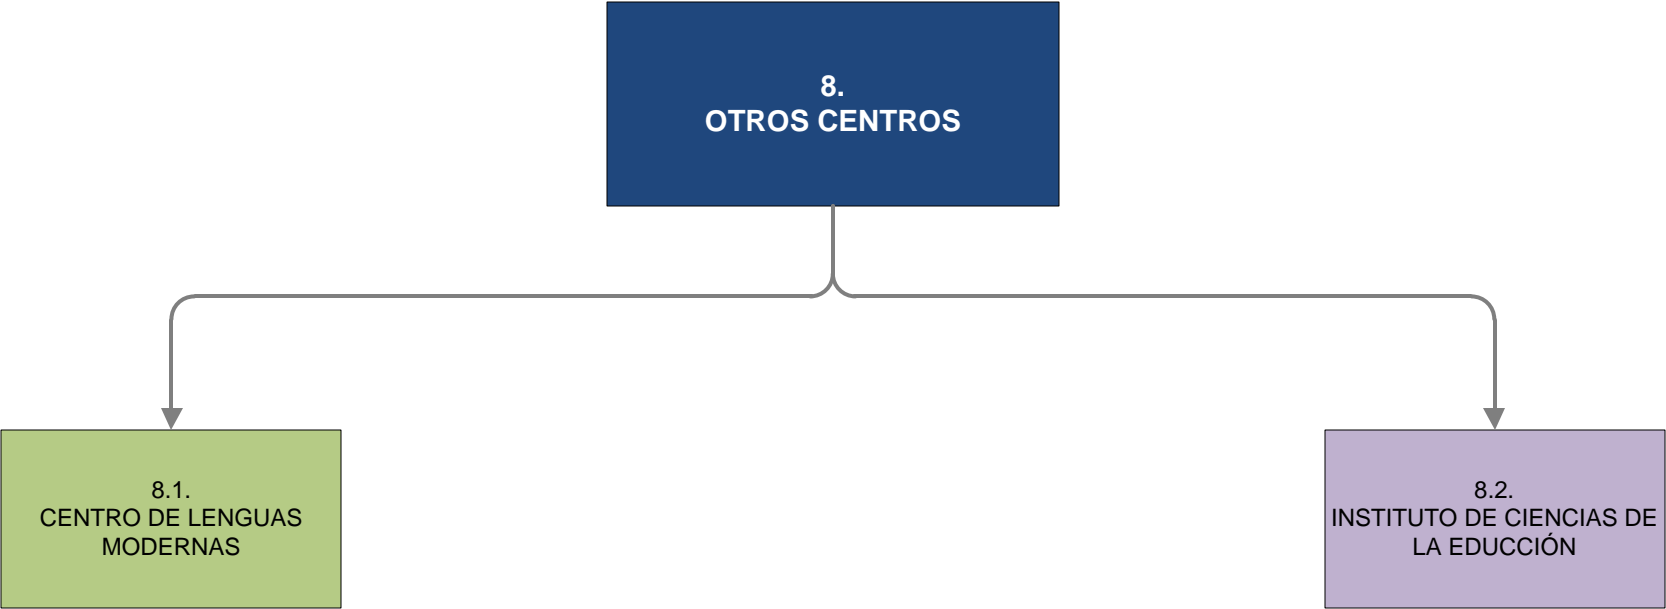 8.
OTROS CENTROS
8.1.
CENTRO DE LENGUAS
MODERNAS
8.2.
INSTITUTO DE CIENCIAS DE
LA EDUCCIÓN